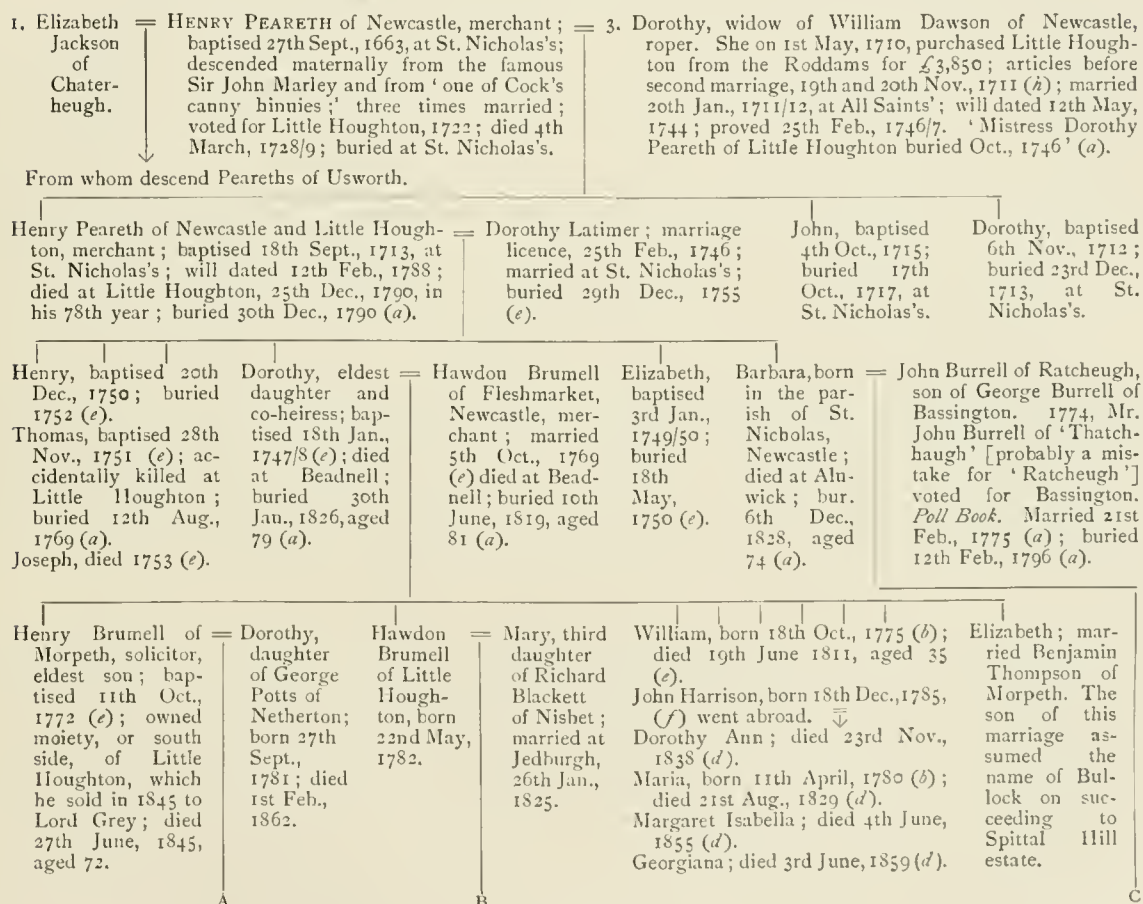 1. Elizabeth
Jackson
of
Chater-
heugh.
=
HENRY PEARETH of Newcastle, merchant;
baptised 27th Sept., 1663, at St. Nicholas's;
descended maternally from the famous
Sir John Marley and from ‘one of Cock's
canny hinnies;’ three times married;
voted for Little Houghton, 1722; died 4th
March, 1728/9; buried at St. Nicholas's.
=
3. Dorothy, widow of William Dawson of Newcastle,
roper. She on 1st May, 1710, purchased Little Hough-
ton from the Roddams for £3,850; articles before
second marriage, 19th and 20th Nov., 1711 (h); married
20th Jan., 1711/12, at All Saints'; will dated 12th May,
1744; proved 25th Feb., 1746/7. ‘Mistress Dorothy
Peareth of Little Houghton buried Oct., 1746’ (a).
From whom descend Peareths of Usworth.
Henry Peareth of Newcastle and Little Hough-
ton, merchant; baptised 18th Sept., 1713, at
St. Nicholas's; will dated 12th Feb., 1788;
died at Little Houghton, 25th Dec., 1790, in
his 78th year; buried 30th Dec., 1790 (a).
=
Dorothy Latimer; marriage
licence, 25th Feb., 1746;
married at St. Nicholas's;
buried 29th Dec., 1755
(e).
John, baptised
4th Oct., 1715;
buried 17th
Oct., 1717, at
St. Nicholas's.
Dorothy, baptised
6th Nov., 1712;
buried 23rd Dec.,
1713, at St.
Nicholas's.
Henry, baptised 20th
Dec., 1750; buried
1752 (e).
Thomas, baptised 28th
Nov., 1751 (e); ac-
cidentally killed at
Little Houghton;
buried 12th Aug.,
1769 (a).
Joseph, died 1753 (e).
Dorothy, eldest
daughter and
co-heiress; bap-
tised 18th Jan.,
1747/8 (e); died
at Beadnell;
buried 30th
Jan., 1826, aged
79 (a).
=
Hawdon Brumell
of Fleshmarket,
Newcastle, mer-
chant; married
5th Oct., 1769
(e) died at Bead-
nell; buried 10th
June, 1819, aged
81 (a).
Elizabeth,
baptised
3rd Jan.,
1749/50;
buried
18th
May,
1750 (e).
Barbara, born
in the par-
ish of St.
Nicholas,
Newcastle;
died at Aln-
wick; bur.
6th Dec.,
1828, aged
74 (a).
=
John Burrell of Ratcheugh,
son of George Burrell of
Bassington. 1774, Mr.
John Burrell of ‘Thatch-
haugh’ [probably a mis-
take for ‘Ratcheugh’]
voted for Bassington.
Poll Book. Married 21st
Feb., 1775 (a); buried
12th Feb., 1796 (a).
Henry Brumell of
Morpeth, solicitor,
eldest son; bap-
tised 11th Oct.,
1772 (e); owned
moiety, or south
side, of Little
Houghton, which
he sold in 1845 to
Lord Grey; died
27th June, 1845,
aged 72.
=
Dorothy,
daughter
of George
Potts of
Netherton;
born 27th
Sept.,
1781; died
1st Feb.,
1862.
Hawdon
Brumell
of Little
Hough-
ton, born
22nd May,
1782.
=
Mary, third
daughter
of Richard
Blackett
of Nisbet;
married at
Jedburgh,
26th Jan.,
1825.
William, born 18th Oct., 1775 (b);
died 19th June 1811, aged 35
(e).
John Harrison, born 18th Dec., 1785,
(f) went abroad.
Dorothy Ann; died 23rd Nov.,
1838 (d).
Maria, born 11th April, 1780 (b);
died 21st Aug., 1829 (d).
Margaret Isabella; died 4th June,
1855 (d).
Georgiana; died 3rd June, 1859 (d).
Elizabeth; mar-
ried Benjamin
Thompson of
Morpeth. The
son of this
marriage as-
sumed the
name of Bul-
lock on suc-
ceeding to
Spittal Hill
estate.
A
B
C